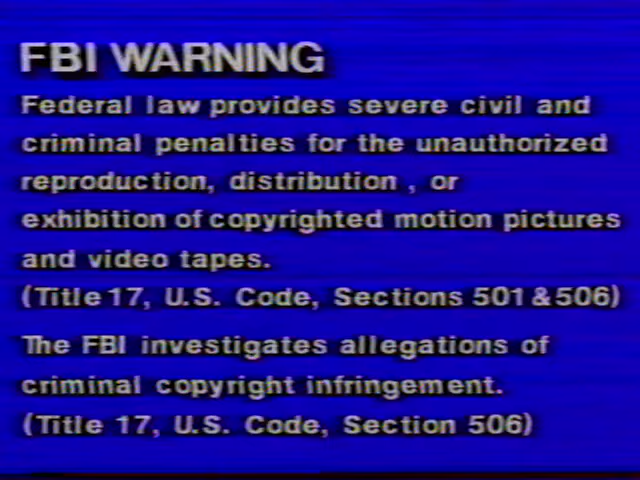 FBI WARNING
Federal law provides severe civil and
criminal penalties for the unauthorized
reproduction, distribution , or
exhibition of copyrighted motion pictures
and video tapes.
(Title 17, U.S. Code, Sections 501 & 506)
The FBI investigates allegations of
criminal copyright infringement.
(Title 17, U.S. Code, Section 506)